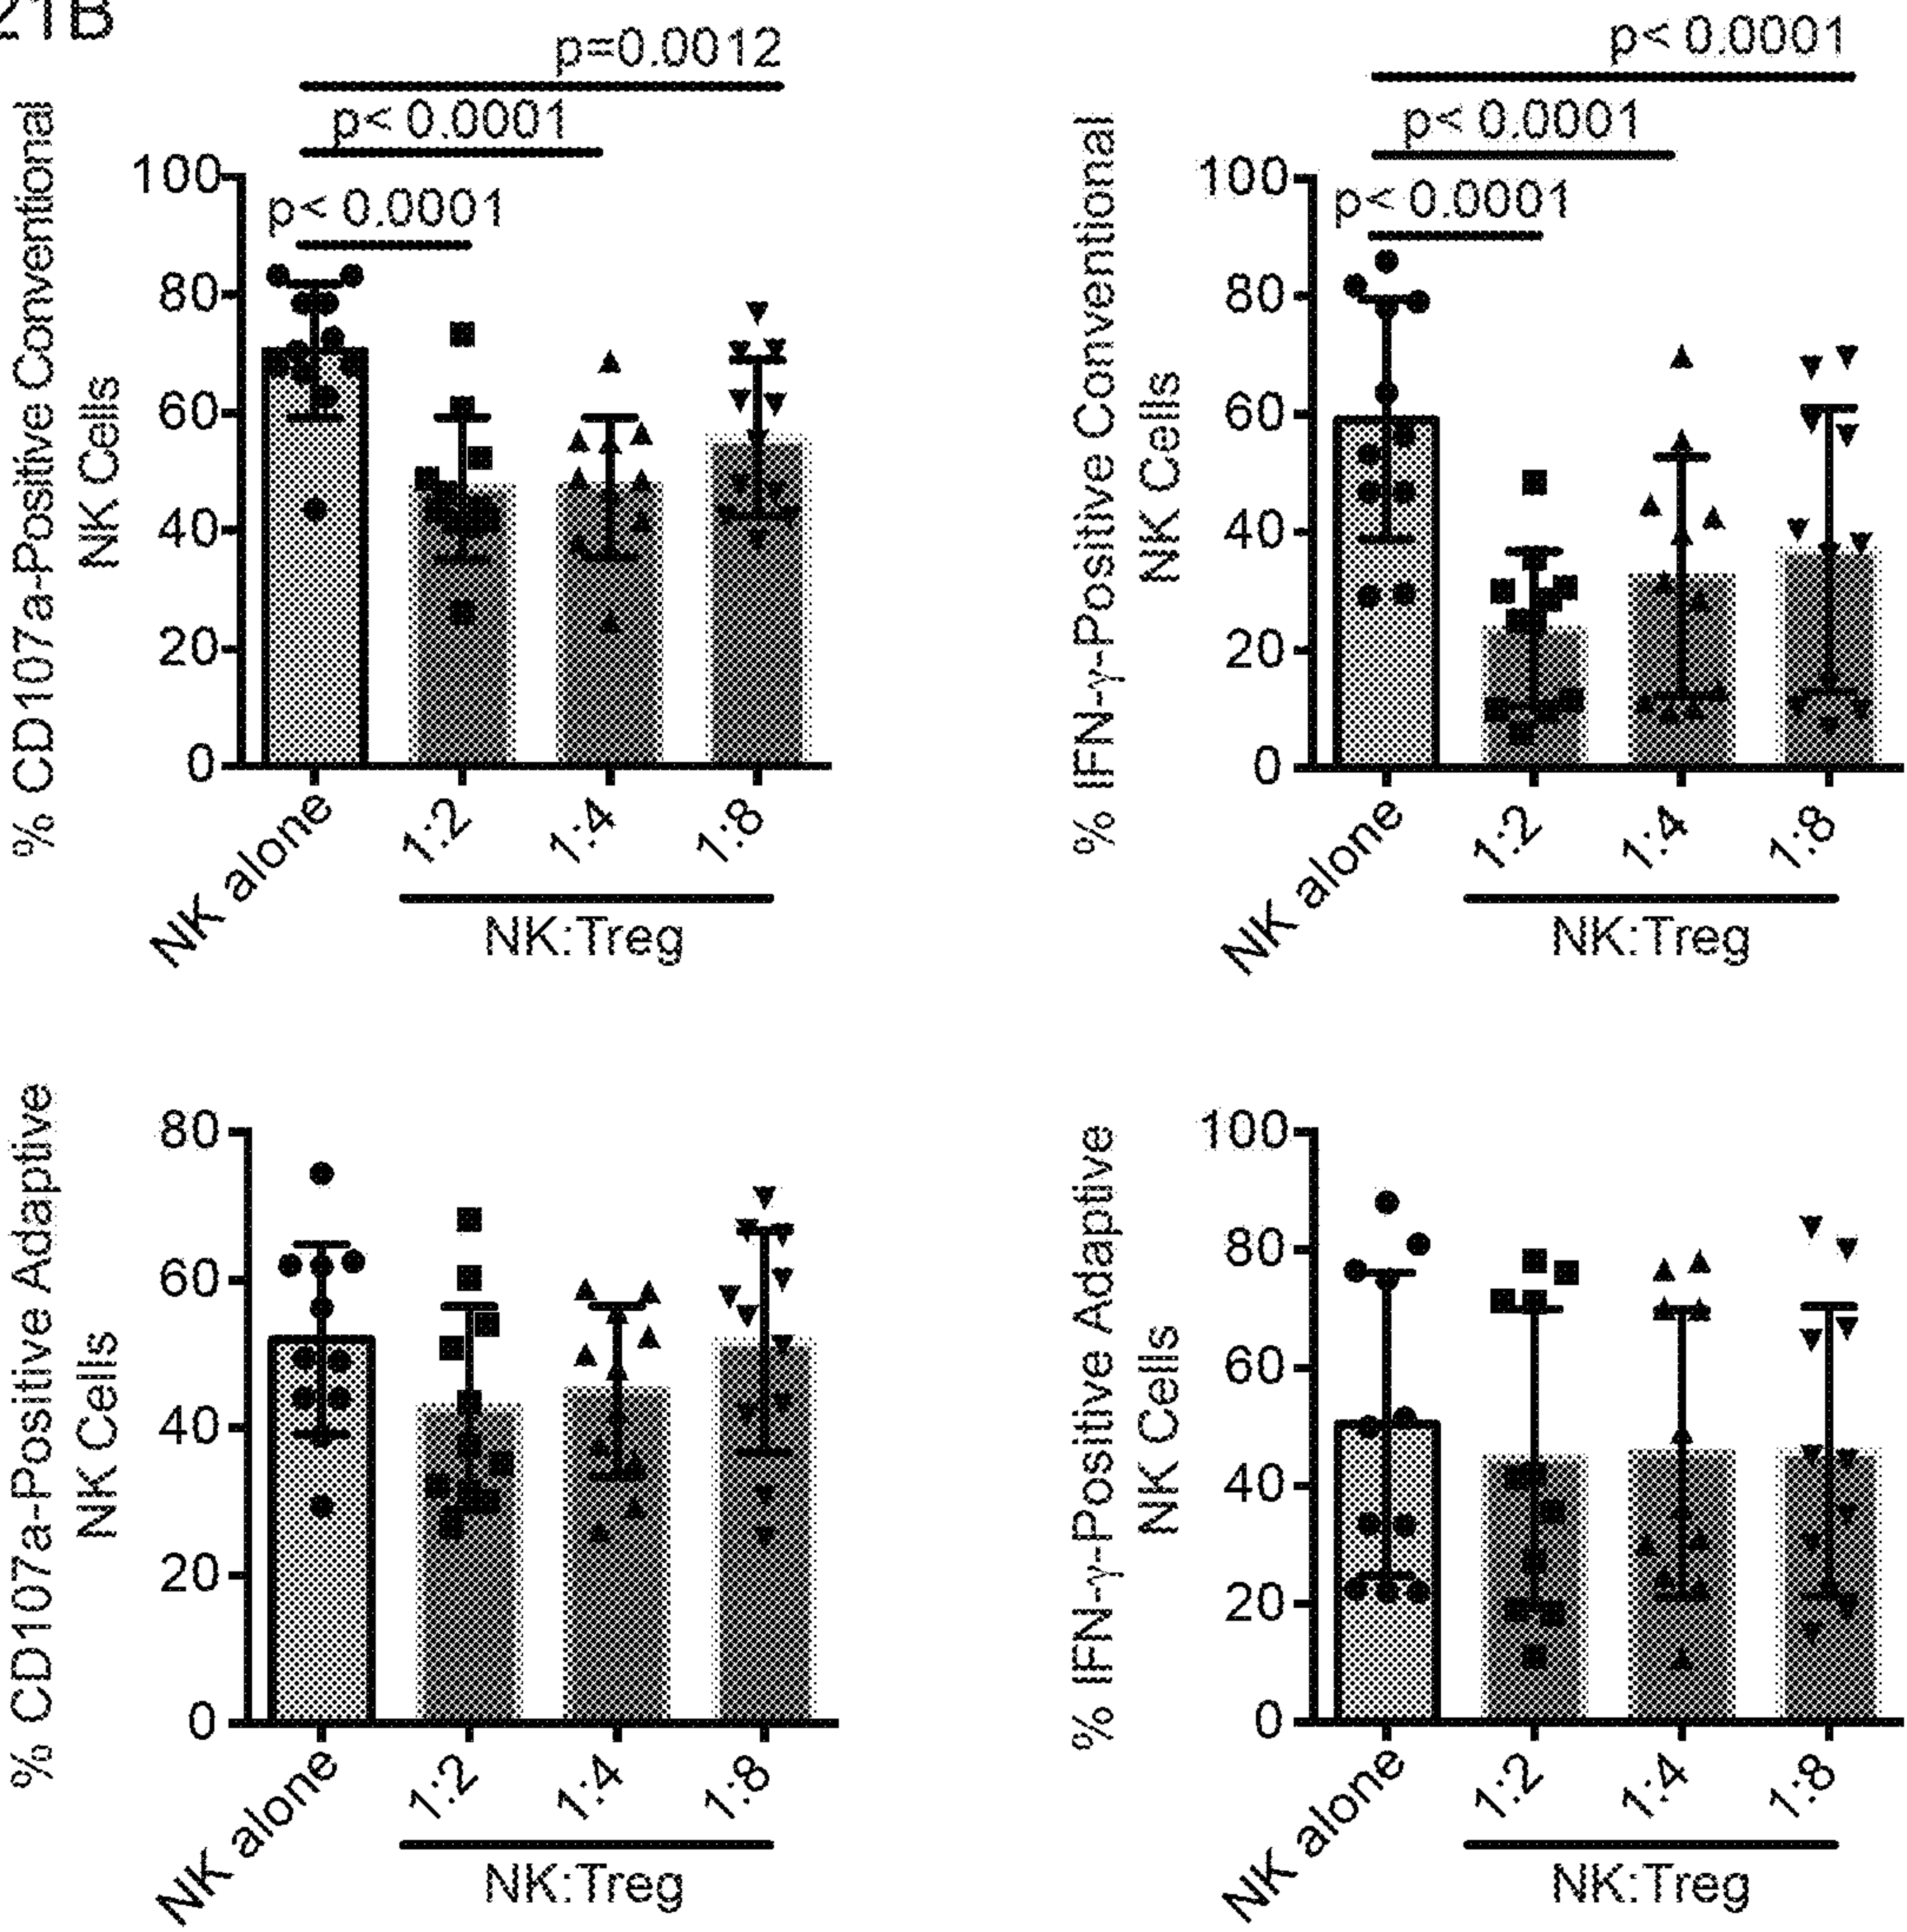 21B
p=0.0012
p< 0.0001
p< 0.0001
% CD107a-Positive Conventional
NK Cells
100
80
60
40
20
0
NK alone
1:2
1:4
1:8
NK:Treg
p< 0.0001
p< 0.0001
p< 0.0001
% IFN-γ-Positive Conventional
NK Cells
100
80
60
40
20
0
NK alone
1:2
1:4
1:8
NK:Treg
% CD107a-Positive Adaptive
NK Cells
80
60
40
20
0
NK alone
1:2
1:4
1:8
NK:Treg
% IFN-γ-Positive Adaptive
NK Cells
100
80
60
40
20
0
NK alone
1:2
1:4
1:8
NK:Treg